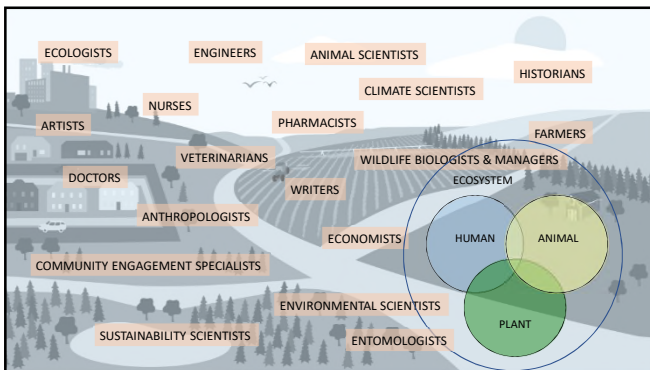 ECOLOGISTS
ENGINEERS
ANIMAL SCIENTISTS
HISTORIANS
CLIMATE SCIENTISTS
NURSES
ARTISTS
PHARMACISTS
FARMERS
VETERINARIANS
WILDLIFE BIOLOGISTS & MANAGERS
DOCTORS
ECOSYSTEM
WRITERS
ANTHROPOLOGISTS
ECONOMISTS
HUMAN
ANIMAL
COMMUNITY ENGAGEMENT SPECIALISTS
ENVIRONMENTAL SCIENTISTS
PLANT
SUSTAINABILITY SCIENTISTS
ENTOMOLOGISTS